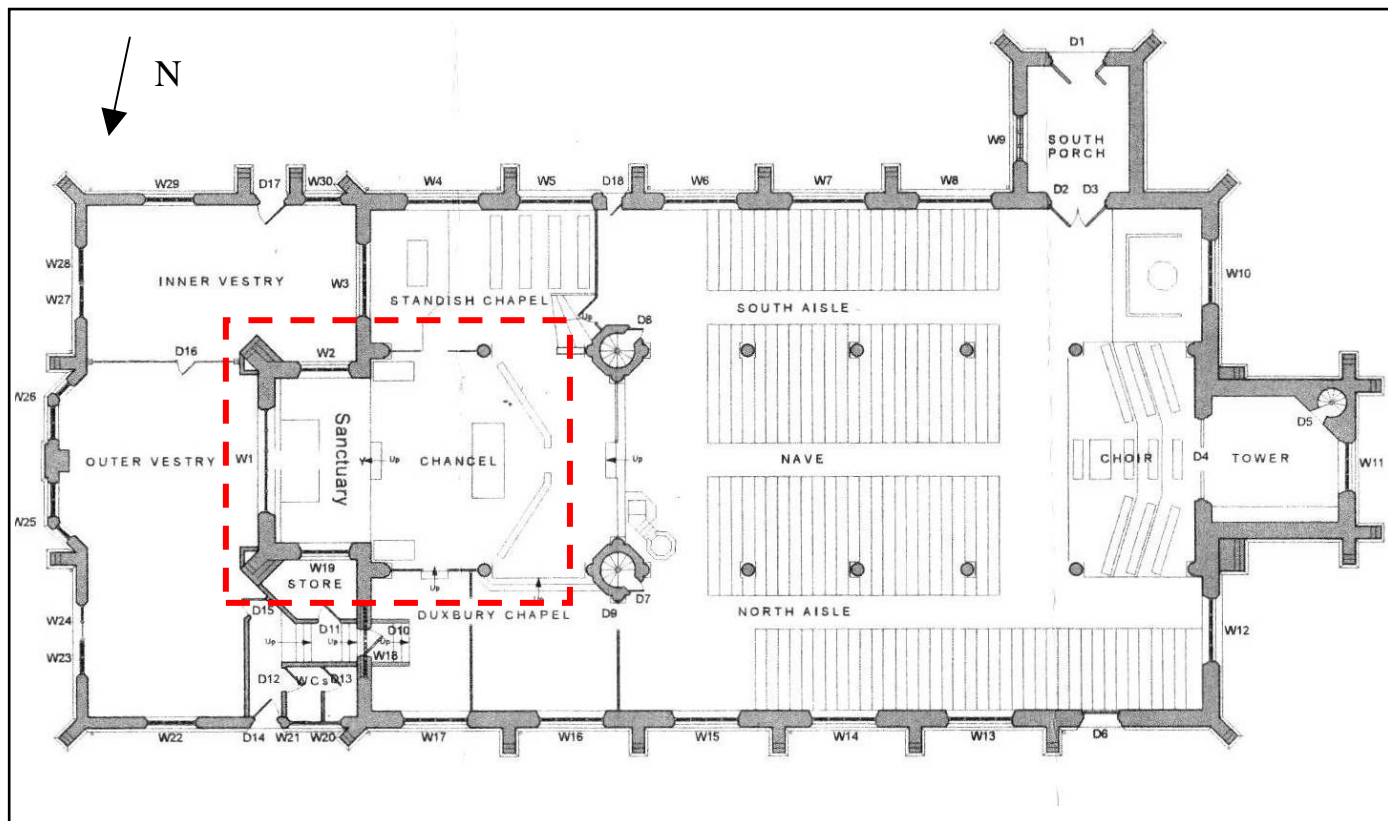 D1
N
W9
SOUTH
PORCH
W29
D17
W30
W4
W5
D18
W6
W7
W8
D2
D3
W28
W27
W3
W10
INNER VESTRY
STANDISH CHAPEL
SOUTH AISLE
Up
D8
D16
W2
W26
D5
OUTER VESTRY
W1
Sanctuary
Up
CHANCEL
Up
NAVE
CHOIR
D4
TOWER
W11
W25
W19
STORE
Up
Up
D15
DUXBURY CHAPEL
D9
D7
NORTH AISLE
W24
W23
Up
D11
Up
D10
Up
W18
W12
D12
WCs
D13
W22
D14
W21
W20
W17
W16
W15
W14
W13
D6